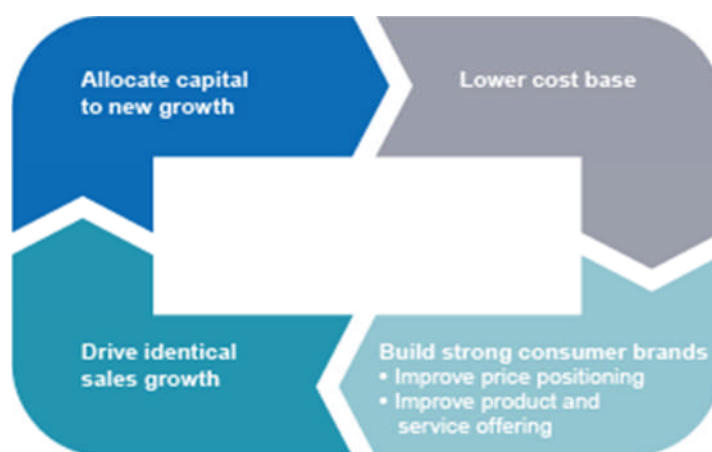 Allocate capital
to new growth
Lower cost base
Drive identical
sales growth
Build strong consumer brands
• Improve price positioning
• Improve product and
service offering